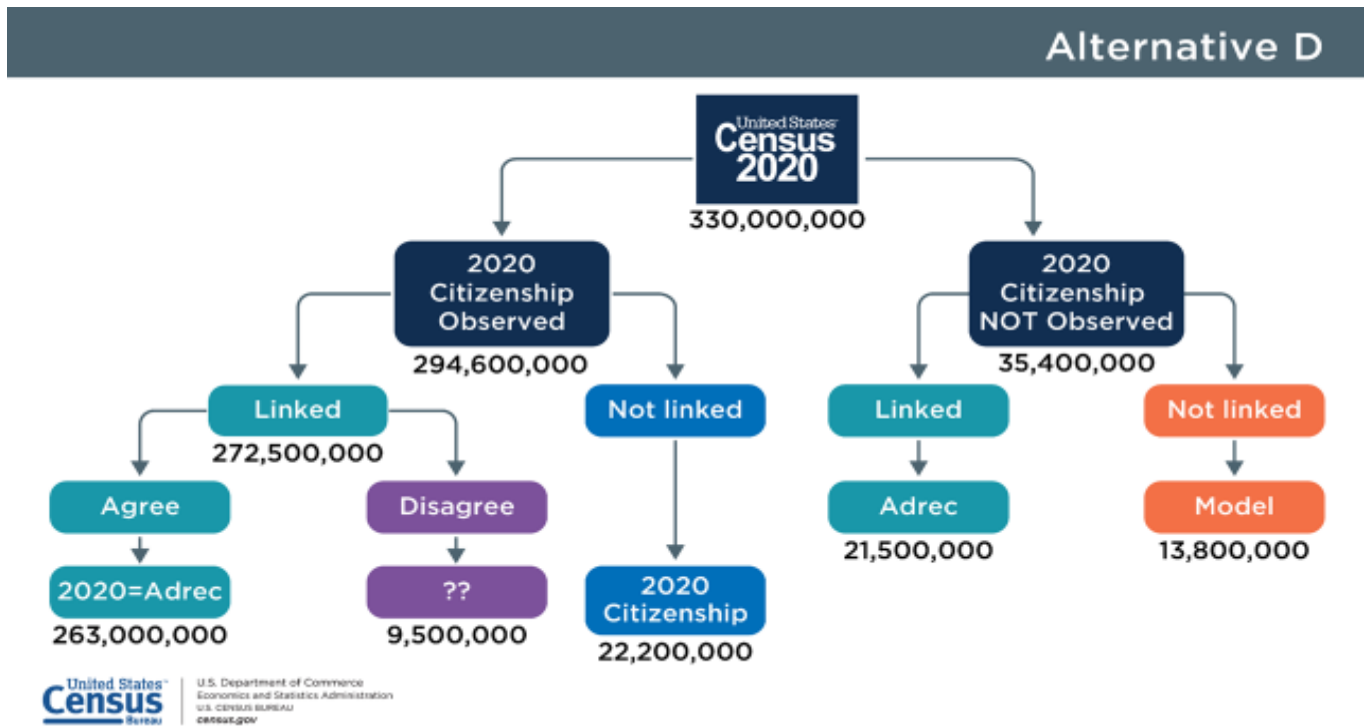 Alternative D
United States
Census
2020
330,000,000
2020
Citizenship
Observed
294,600,000
2020
Citizenship
NOT Observed
35,400,000
Linked
272,500,000
Not linked
Linked
Not linked
Agree
Disagree
Adrec
21,500,000
Model
13,800,000
2020=Adrec
263,000,000
??
9,500,000
2020
Citizenship
22,200,000
United States
Census
Bureau
U.S. Department of Commerce
Economics and Statistics Administration
U.S. CENSUS BUREAU
census.gov